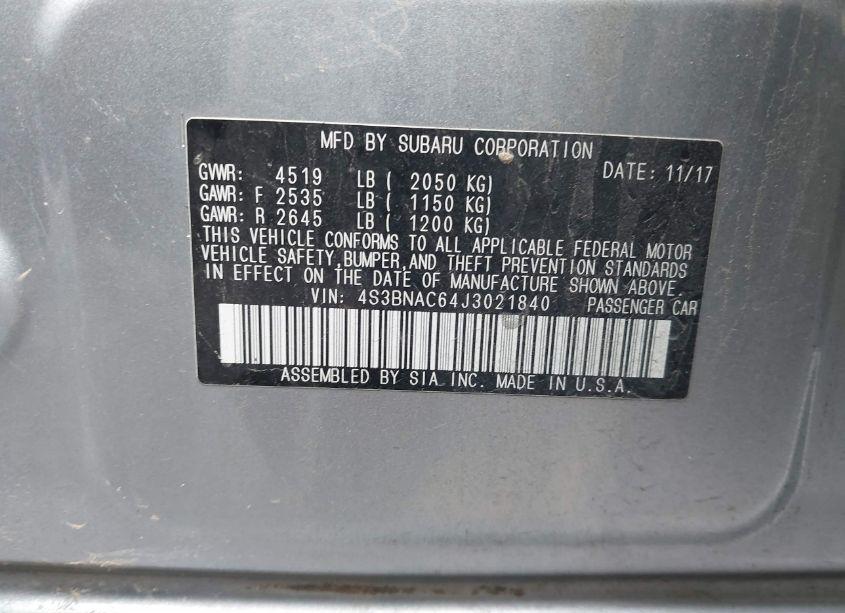 MFD BY SUBARU CORPORATION
GVWR: 4519 LB ( 2050 KG) DATE: 11/17
GAWR: F 2535 LB ( 1150 KG)
GAWR: R 2645 LB ( 1200 KG)
THIS VEHICLE CONFORMS TO ALL APPLICABLE FEDERAL MOTOR
VEHICLE SAFETY, BUMPER, AND THEFT PREVENTION STANDARDS
IN EFFECT ON THE DATE OF MANUFACTURE SHOWN ABOVE.
VIN: 4S3BNAC64J3021840 PASSENGER CAR
ASSEMBLED BY SIA INC. MADE IN U.S.A.